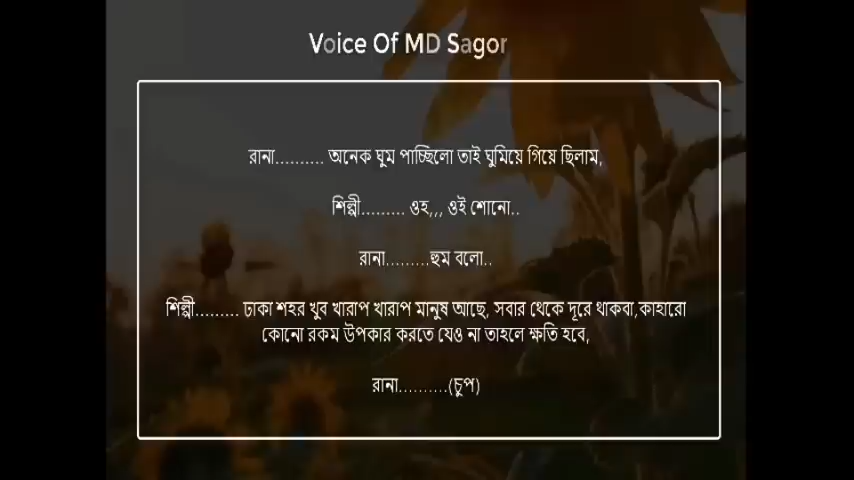 Voice Of MD Sagor
রানা.......... অনেক ঘুম পাচ্ছিলো তাই ঘুমিয়ে গিয়ে ছিলাম,
শিল্পী......... ওহ,,, ওই শোনো..
রানা.........হুম বলো..
শিল্পী......... ঢাকা শহর খুব খারাপ খারাপ মানুষ আছে, সবার থেকে দূরে থাকবা,কাহারো
কোনো রকম উপকার করতে যেও না তাহলে ক্ষতি হবে,
রানা..........(চুপ)